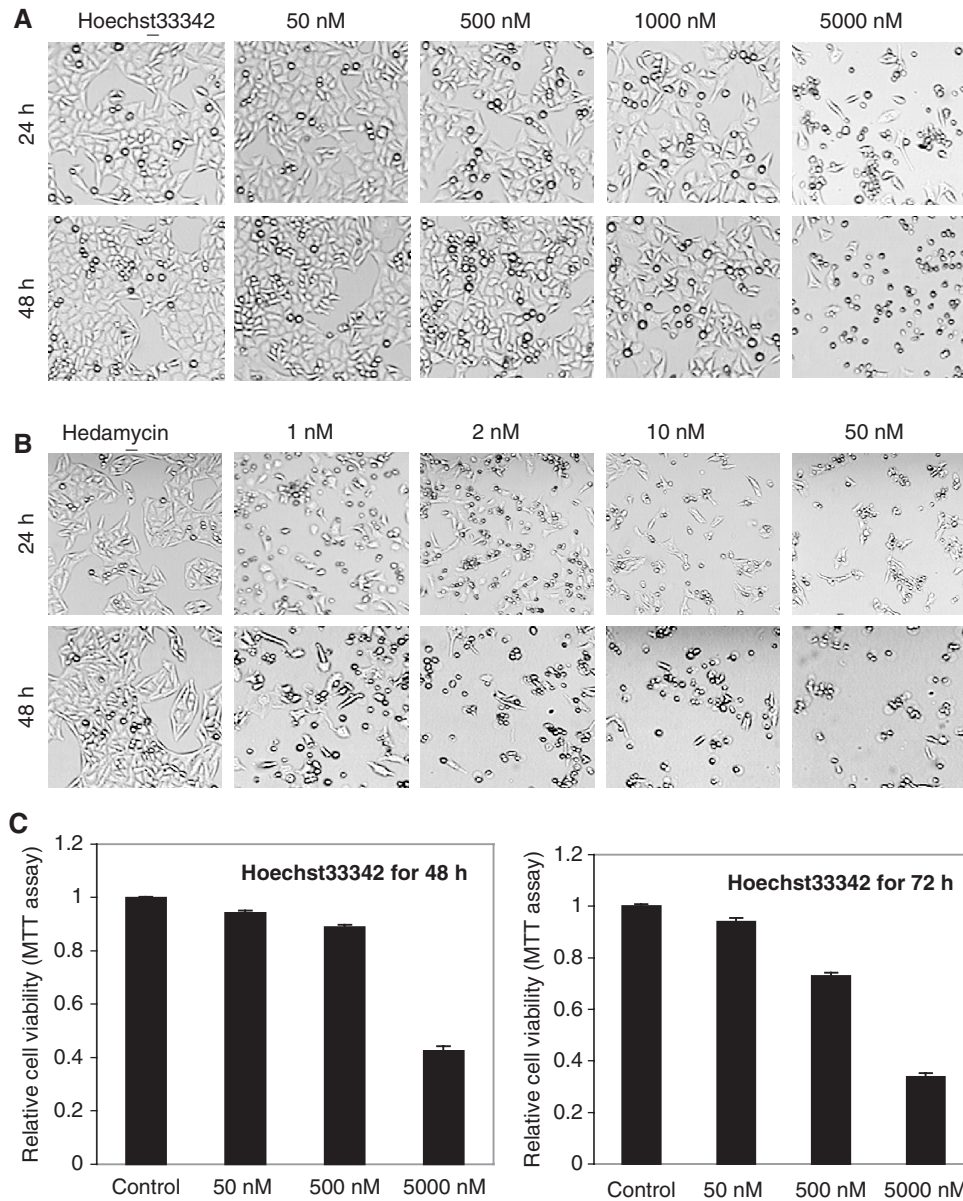 A
Hoechst33342 50 nM 500 nM 1000 nM 5000 nM
–
24 h
48 h
B
Hedamycin 1 nM 2 nM 10 nM 50 nM
–
24 h
48 h
C
Relative cell viability (MTT assay)
1.2
1
0.8
0.6
0.4
0.2
0
Hoechst33342 for 48 h
Control 50 nM 500 nM 5000 nM
Relative cell viability (MTT assay)
1.2
1
0.8
0.6
0.4
0.2
0
Hoechst33342 for 72 h
Control 50 nM 500 nM 5000 nM